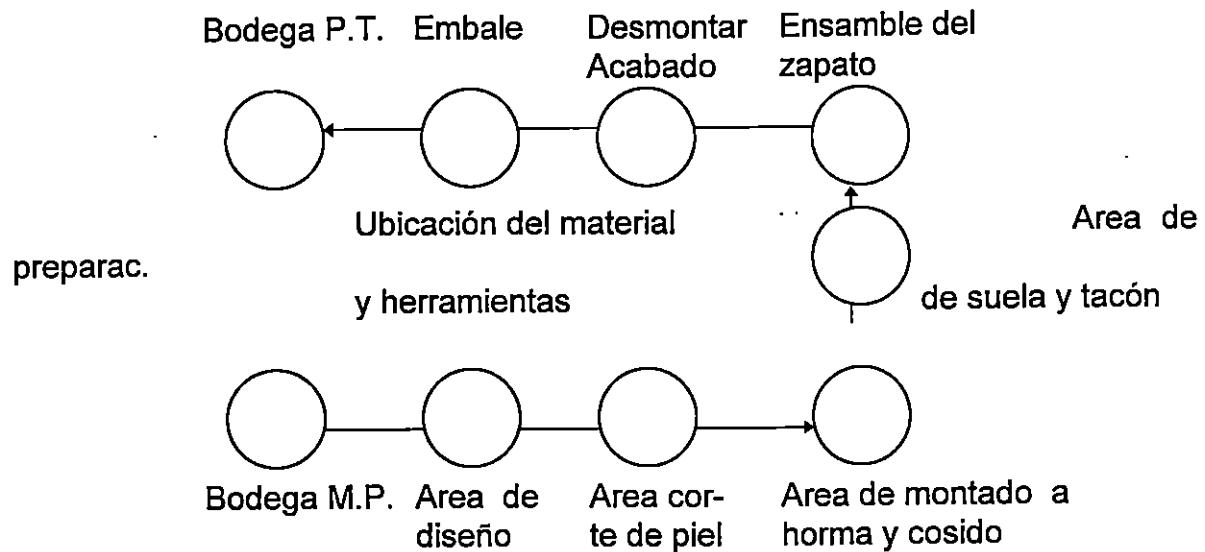 Bodega P.T. Embale Desmontar Ensamble del
Acabado zapato
Ubicación del material Area de
preparac.
y herramientas de suela y tacón
Bodega M.P. Area de Area cor- Area de montado a
diseño te de piel horma y cosido